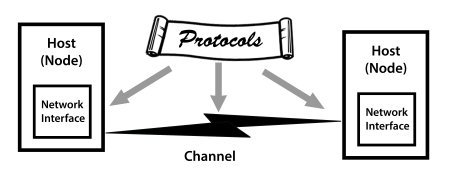 Protocols
Host
(Node)
Network
Interface
Host
(Node)
Network
Interface
Channel